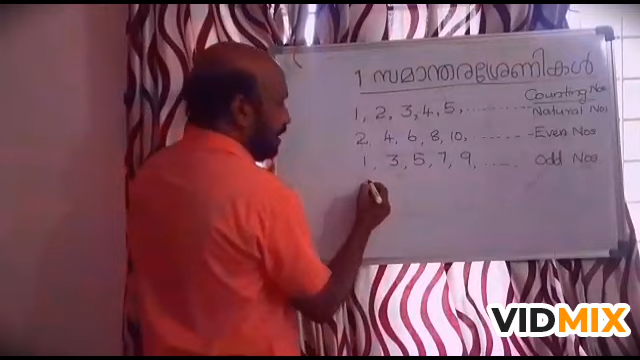 1 സമാന്തരശ്രേണികൾ
Counting Nos
1, 2, 3, 4, 5, ........ Natural Nos
2, 4, 6, 8, 10, ....... -Even Nos
1, 3, 5, 7, 9, ..... Odd Nos
VIDMIX